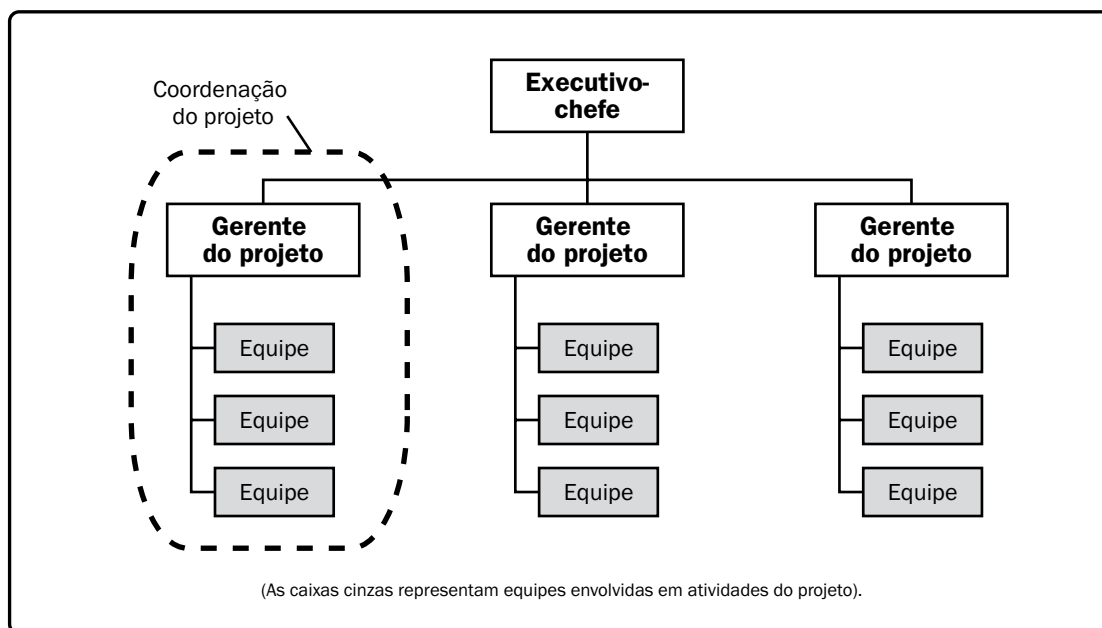 Coordenação
do projeto
Executivo-
chefe
Gerente
do projeto
Gerente
do projeto
Gerente
do projeto
Equipe
Equipe
Equipe
Equipe
Equipe
Equipe
Equipe
Equipe
Equipe
(As caixas cinzas representam equipes envolvidas em atividades do projeto).